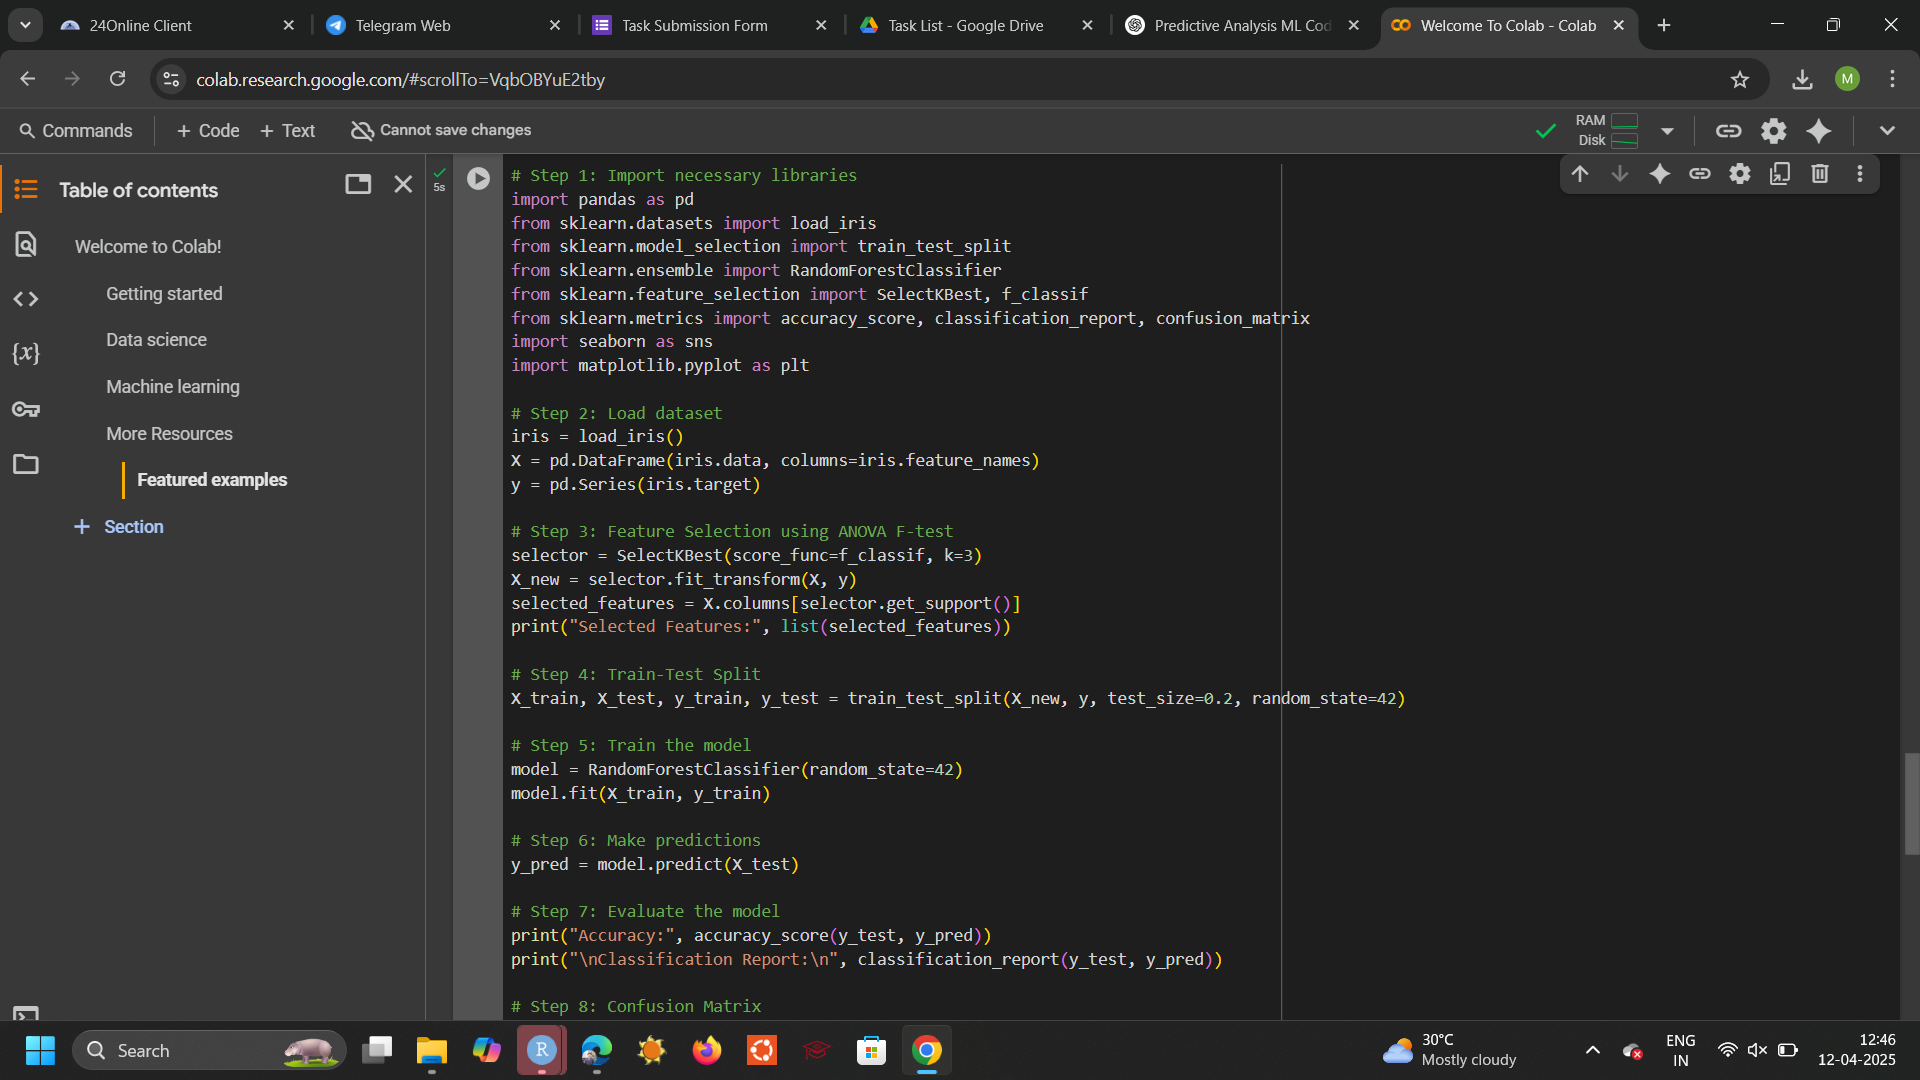 24Online Client
Telegram Web
Task Submission Form
Task List - Google Drive
Predictive Analysis ML Cod
Welcome To Colab - Colab
colab.research.google.com/#scrollTo=VqbOBYuE2tby
M
Commands
+ Code
+ Text
Cannot save changes
RAM
Disk
Table of contents
Welcome to Colab!
Getting started
Data science
Machine learning
More Resources
Featured examples
+ Section
5s
# Step 1: Import necessary libraries
import pandas as pd
from sklearn.datasets import load_iris
from sklearn.model_selection import train_test_split
from sklearn.ensemble import RandomForestClassifier
from sklearn.feature_selection import SelectKBest, f_classif
from sklearn.metrics import accuracy_score, classification_report, confusion_matrix
import seaborn as sns
import matplotlib.pyplot as plt
# Step 2: Load dataset
iris = load_iris()
X = pd.DataFrame(iris.data, columns=iris.feature_names)
y = pd.Series(iris.target)
# Step 3: Feature Selection using ANOVA F-test
selector = SelectKBest(score_func=f_classif, k=3)
X_new = selector.fit_transform(X, y)
selected_features = X.columns[selector.get_support()]
print("Selected Features:", list(selected_features))
# Step 4: Train-Test Split
X_train, X_test, y_train, y_test = train_test_split(X_new, y, test_size=0.2, random_state=42)
# Step 5: Train the model
model = RandomForestClassifier(random_state=42)
model.fit(X_train, y_train)
# Step 6: Make predictions
y_pred = model.predict(X_test)
# Step 7: Evaluate the model
print("Accuracy:", accuracy_score(y_test, y_pred))
print("\nClassification Report:\n", classification_report(y_test, y_pred))
# Step 8: Confusion Matrix
Search
R
30°C
Mostly cloudy
ENG
IN
12:46
12-04-2025